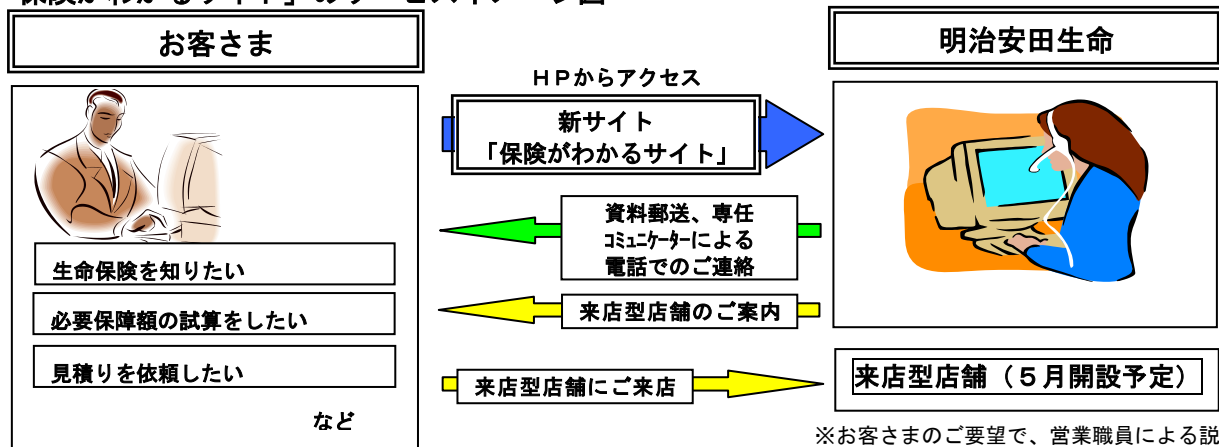 お客さま
明治安田生命
ＨＰからアクセス
新サイト
「保険がわかるサイト」
資料郵送、専任
ｺﾐｭﾆｹｰﾀｰによる
電話でのご連絡
生命保険を知りたい
来店型店舗のご案内
必要保障額の試算をしたい
見積りを依頼したい
来店型店舗にご来店
来店型店舗（５月開設予定）
など
※お客さまのご要望で、営業職員による説